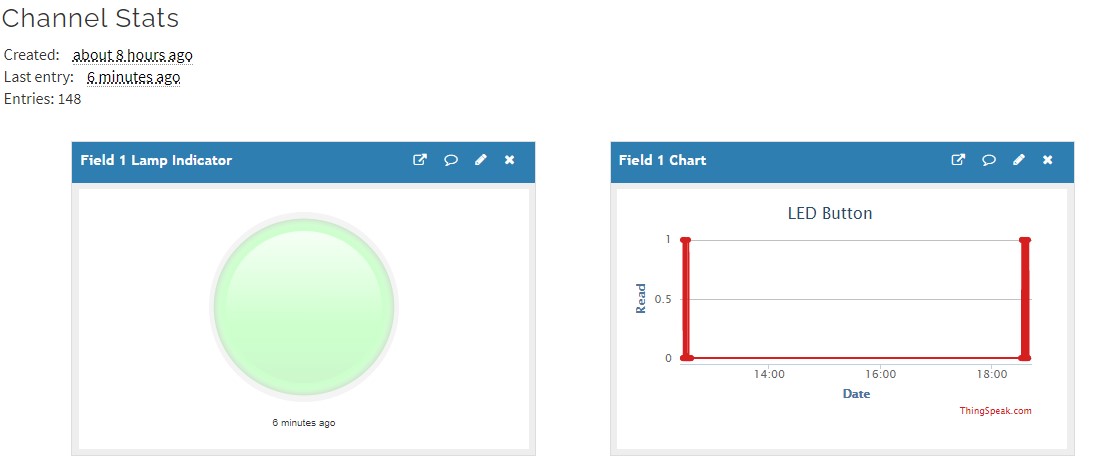 Channel Stats
Created: about 8 hours ago
Last entry: 6 minutes ago
Entries: 148
Field 1 Lamp Indicator
6 minutes ago
Field 1 Chart
LED Button
1
0.5
0
Read
14:00 16:00 18:00
Date
ThingSpeak.com